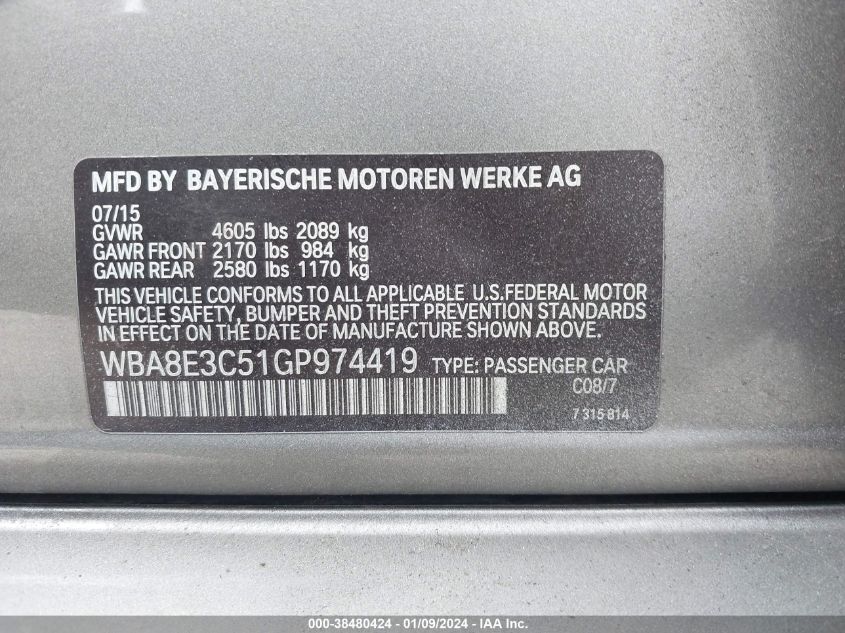 MFD BY BAYERISCHE MOTOREN WERKE AG
07/15
GVWR 4605 lbs 2089 kg
GAWR FRONT 2170 lbs 984 kg
GAWR REAR 2580 lbs 1170 kg
THIS VEHICLE CONFORMS TO ALL APPLICABLE U.S.FEDERAL MOTOR
VEHICLE SAFETY, BUMPER AND THEFT PREVENTION STANDARDS
IN EFFECT ON THE DATE OF MANUFACTURE SHOWN ABOVE.
WBA8E3C51GP974419 TYPE: PASSENGER CAR
C08/7
7 315 814
000-38480424 - 01/09/2024 - IAA Inc.